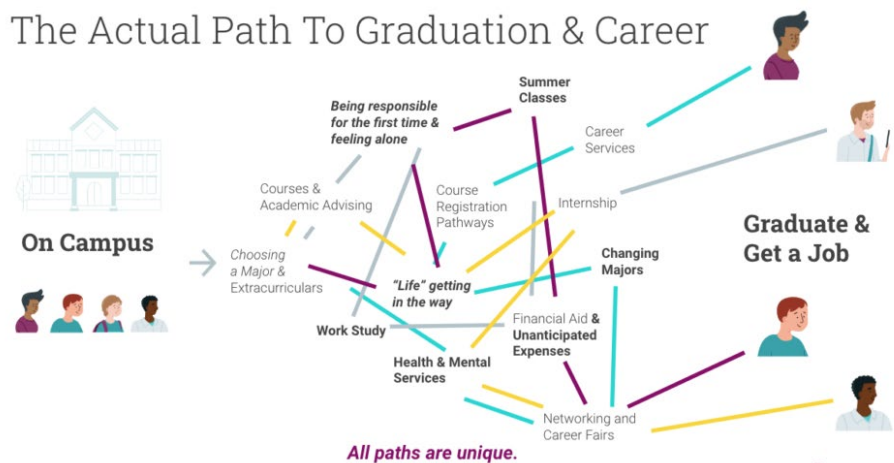 The Actual Path To Graduation & Career
Summer
Classes
Being responsible
for the first time &
feeling alone
Career
Services
Courses &
Academic Advising
Course
Registration
Pathways
Internship
On Campus
Choosing
a Major &
Extracurriculars
"Life" getting
in the way
Changing
Majors
Graduate &
Get a Job
Work Study
Financial Aid &
Unanticipated
Expenses
Health & Mental
Services
Networking and
Career Fairs
All paths are unique.